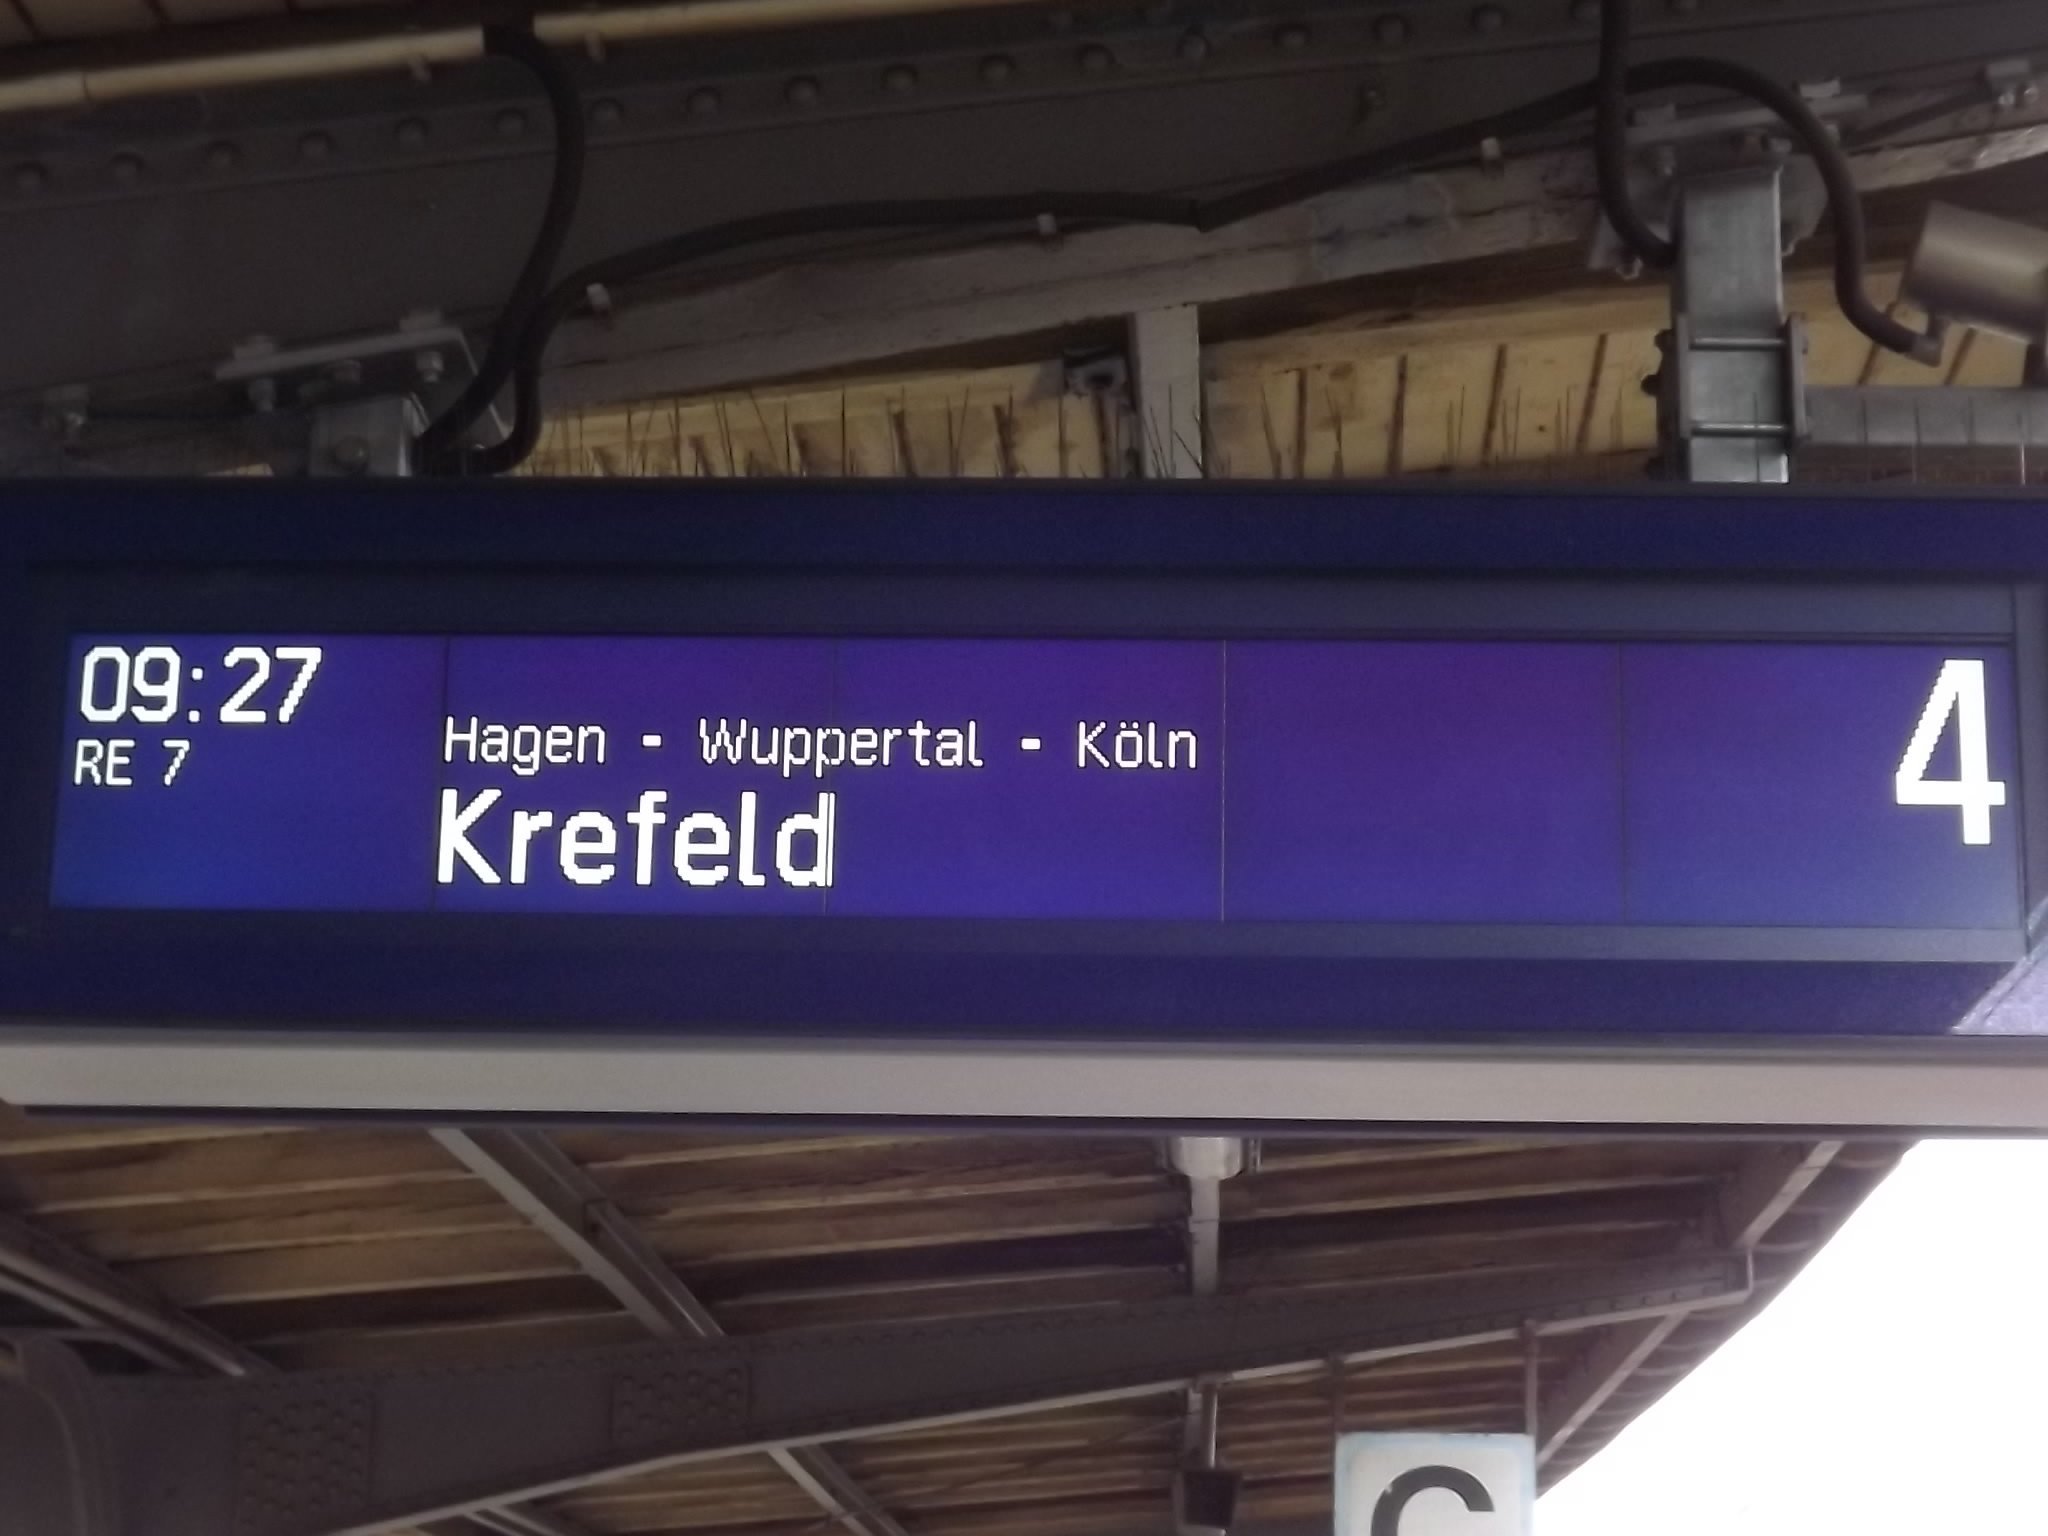 09:27
RE 7
Hagen - Wuppertal - Köln
Krefeld
4
C